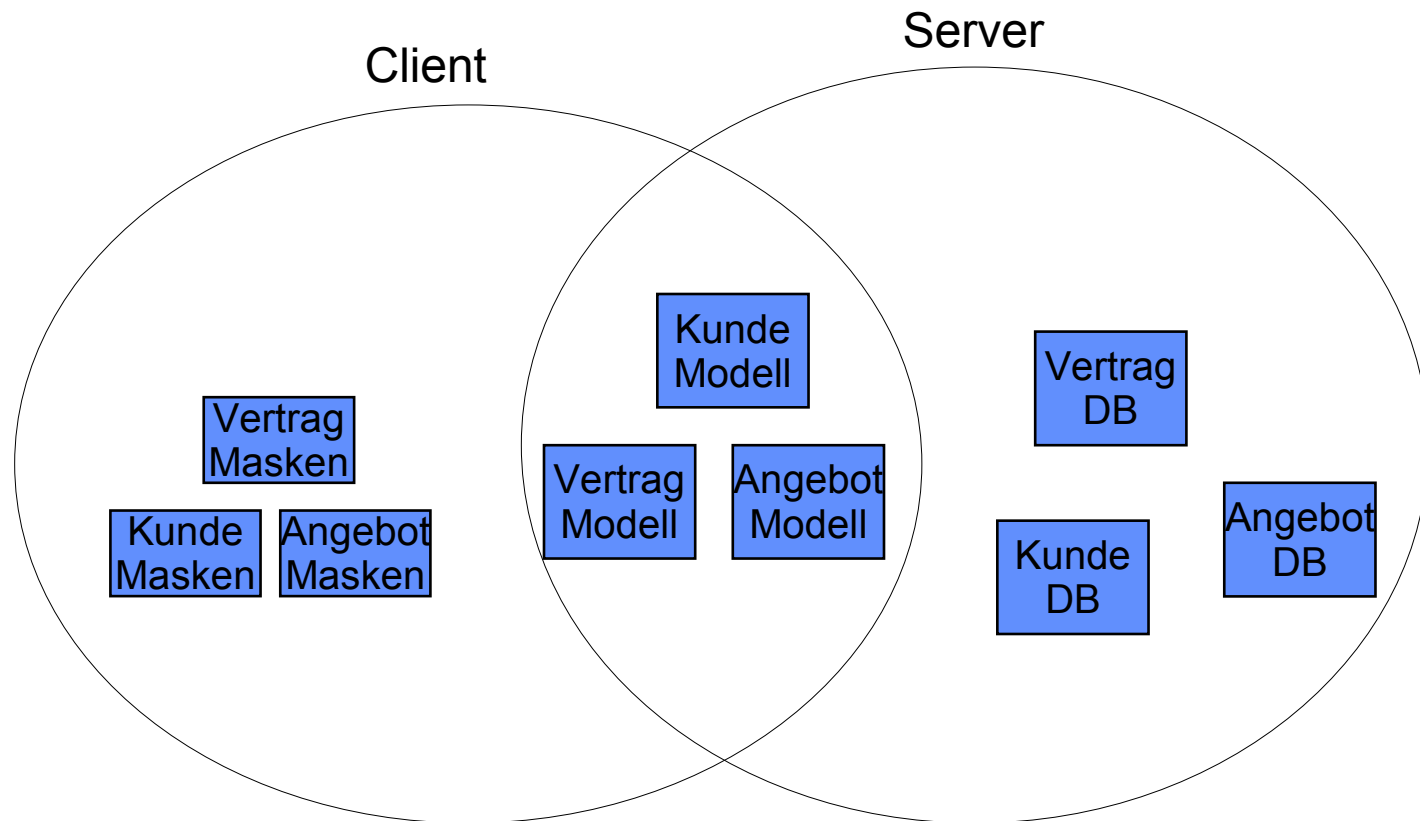 Client
Server
Vertrag
Masken
Kunde
Masken
Angebot
Masken
Kunde
Modell
Vertrag
Modell
Angebot
Modell
Vertrag
DB
Kunde
DB
Angebot
DB